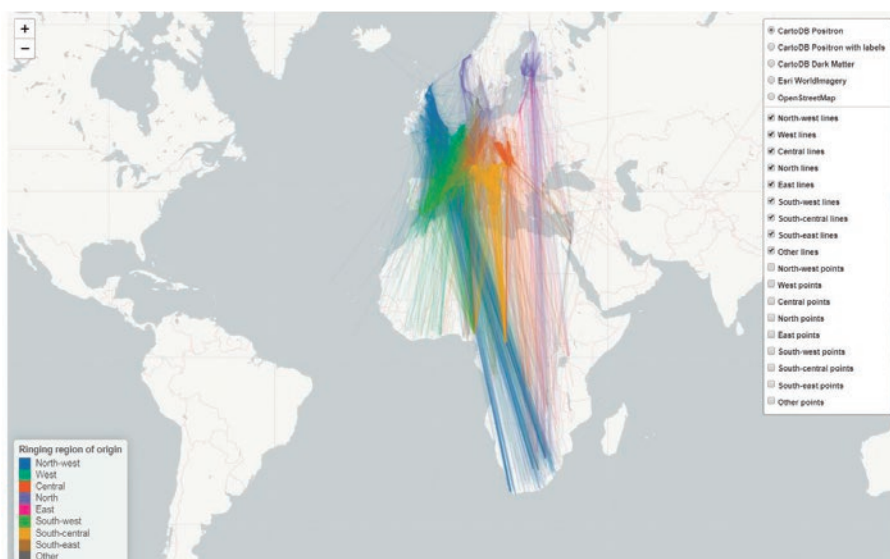 +
−
CartoDB Positron
CartoDB Positron with labels
CartoDB Dark Matter
Esri WorldImagery
OpenStreetMap
North-west lines
West lines
Central lines
North lines
East lines
South-west lines
South-central lines
South-east lines
Other lines
North-west points
West points
Central points
North points
East points
South-west points
South-central points
South-east points
Other points
Ringing region of origin
North-west
West
Central
North
East
South-west
South-central
South-east
Other